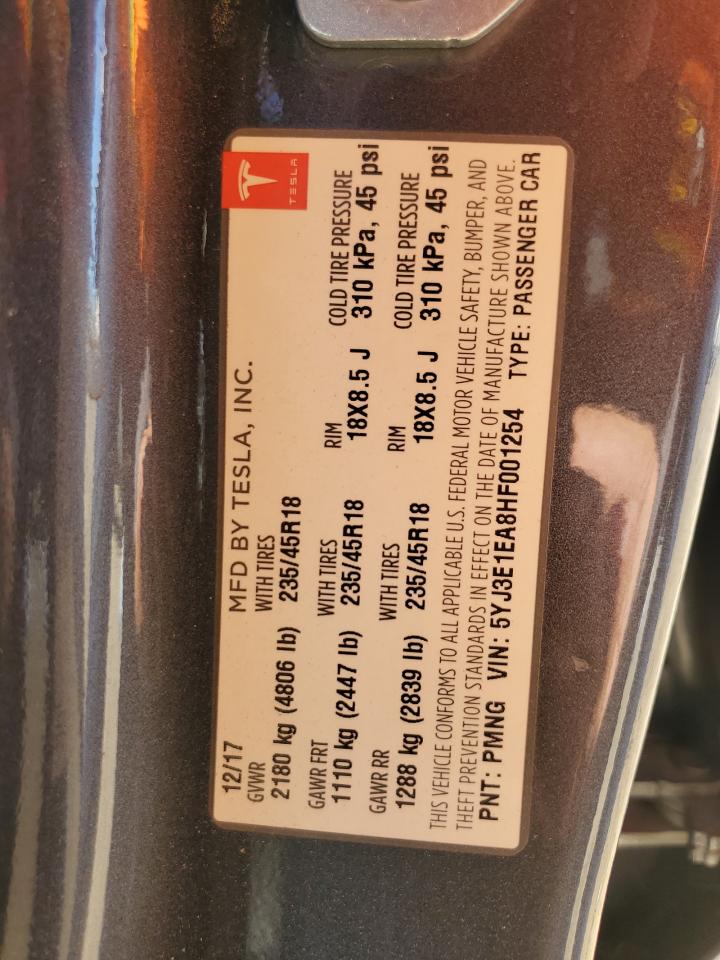 TESLA
12/17 MFD BY TESLA, INC.
GVWR WITH TIRES RIM COLD TIRE PRESSURE
2180 kg (4806 lb) 235/45R18
GAWR FRT WITH TIRES RIM COLD TIRE PRESSURE
1110 kg (2447 lb) 235/45R18 18X8.5 J 310 kPa, 45 psi
GAWR RR WITH TIRES RIM COLD TIRE PRESSURE
1288 kg (2839 lb) 235/45R18 18X8.5 J 310 kPa, 45 psi
THIS VEHICLE CONFORMS TO ALL APPLICABLE U.S. FEDERAL MOTOR VEHICLE SAFETY, BUMPER, AND
THEFT PREVENTION STANDARDS IN EFFECT ON THE DATE OF MANUFACTURE SHOWN ABOVE.
PNT: PMNG VIN: 5YJ3E1EA8HF001254 TYPE: PASSENGER CAR